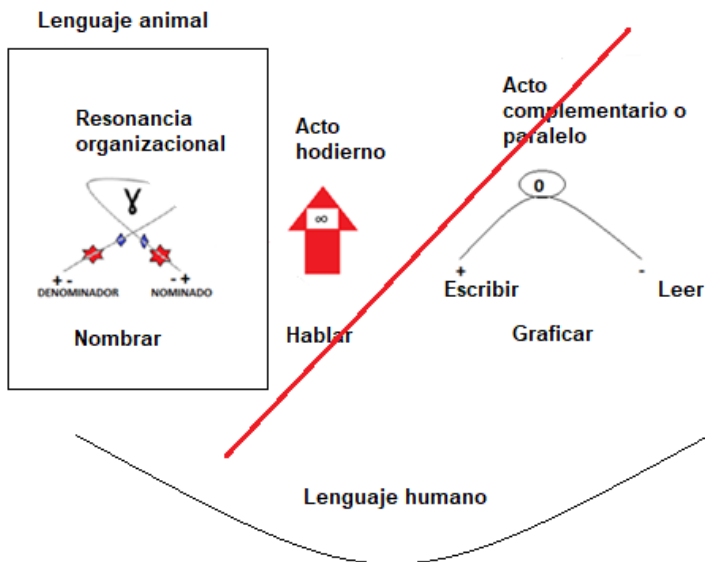 Lenguaje animal
Resonancia
organizacional
ɣ
+ -
- +
DENOMINADOR
NOMINADO
Nombrar
Acto
hodierno
∞
Hablar
Acto
complementario o
paralelo
0
+
-
Escribir
Leer
Graficar
Lenguaje humano